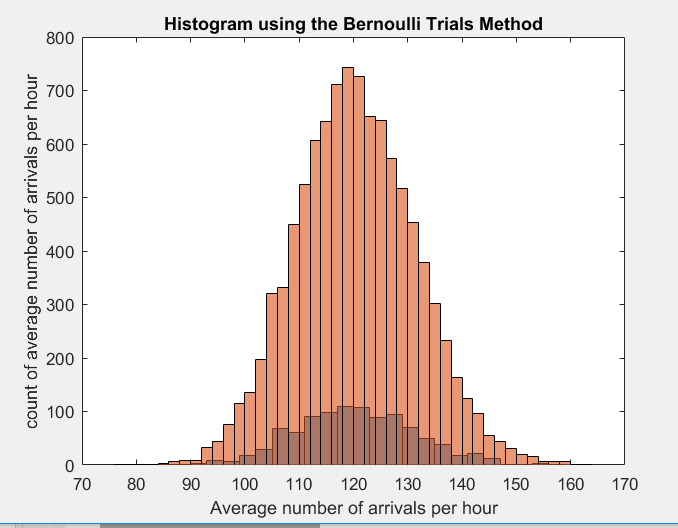 Histogram using the Bernoulli Trials Method
800
700
600
500
400
300
200
100
0
count of average number of arrivals per hour
70 80 90 100 110 120 130 140 150 160 170
Average number of arrivals per hour